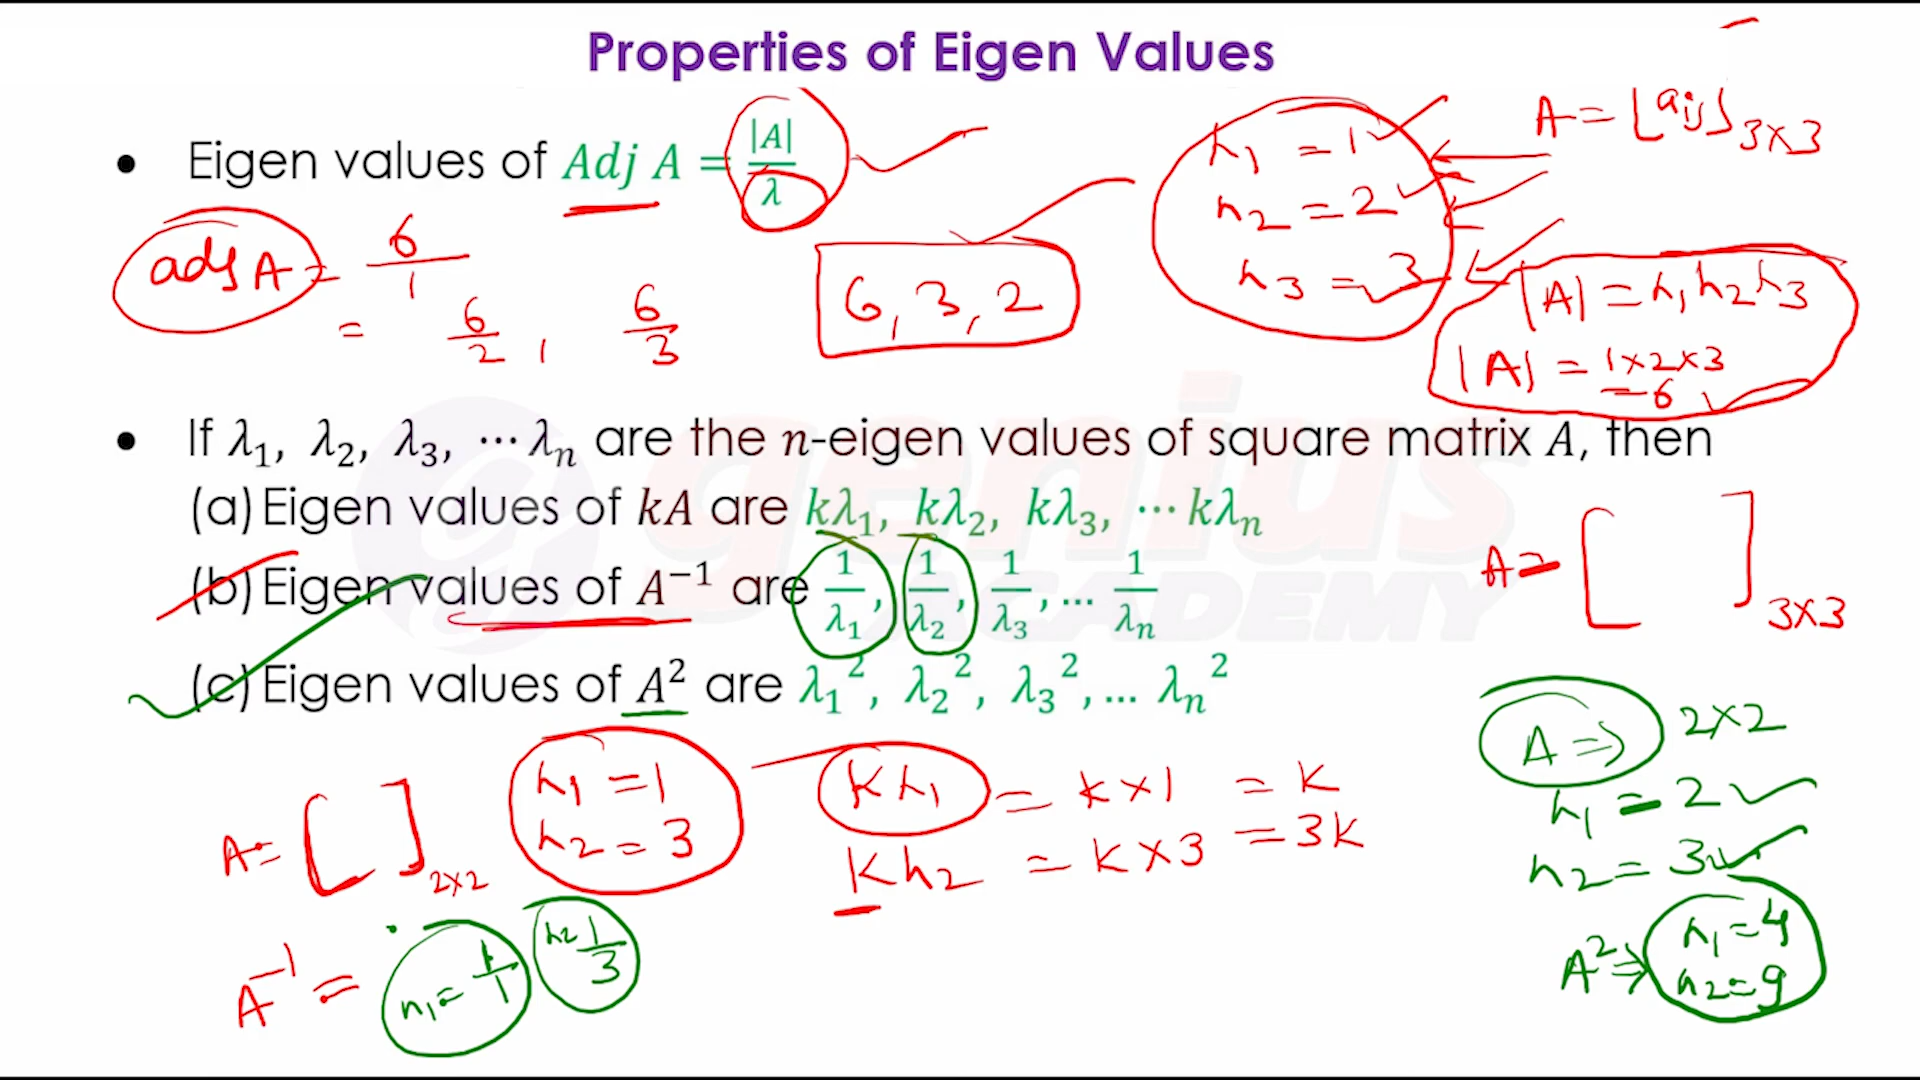 Properties of Eigen Values
• Eigen values of Adj A = |A|/λ
λ1 = 1
λ2 = 2
λ3 = 3
A = [aij]3×3
|A| = λ1 λ2 λ3
|A| = 1×2×3
= 6
adj A = 6/1
= 6/2, 6/3
6, 3, 2
• If λ1, λ2, λ3, ⋯ λn are the n-eigen values of square matrix A, then
(a) Eigen values of kA are kλ1, kλ2, kλ3, ⋯ kλn
(b) Eigen values of A⁻¹ are 1/λ1, 1/λ2, 1/λ3, … 1/λn
(c) Eigen values of A² are λ1², λ2², λ3², … λn²
genius
ACADEMY
A = [ ]3×3
A = [ ]2×2
λ1 = 1
λ2 = 3
kλ1 = k×1 = k
kλ2 = k×3 = 3k
A⁻¹ =
λ1 = 1/1
λ2 1/3
A ⇒ 2×2
λ1 = 2
λ2 = 3
A² ⇒
λ1 = 4
λ2 = 9